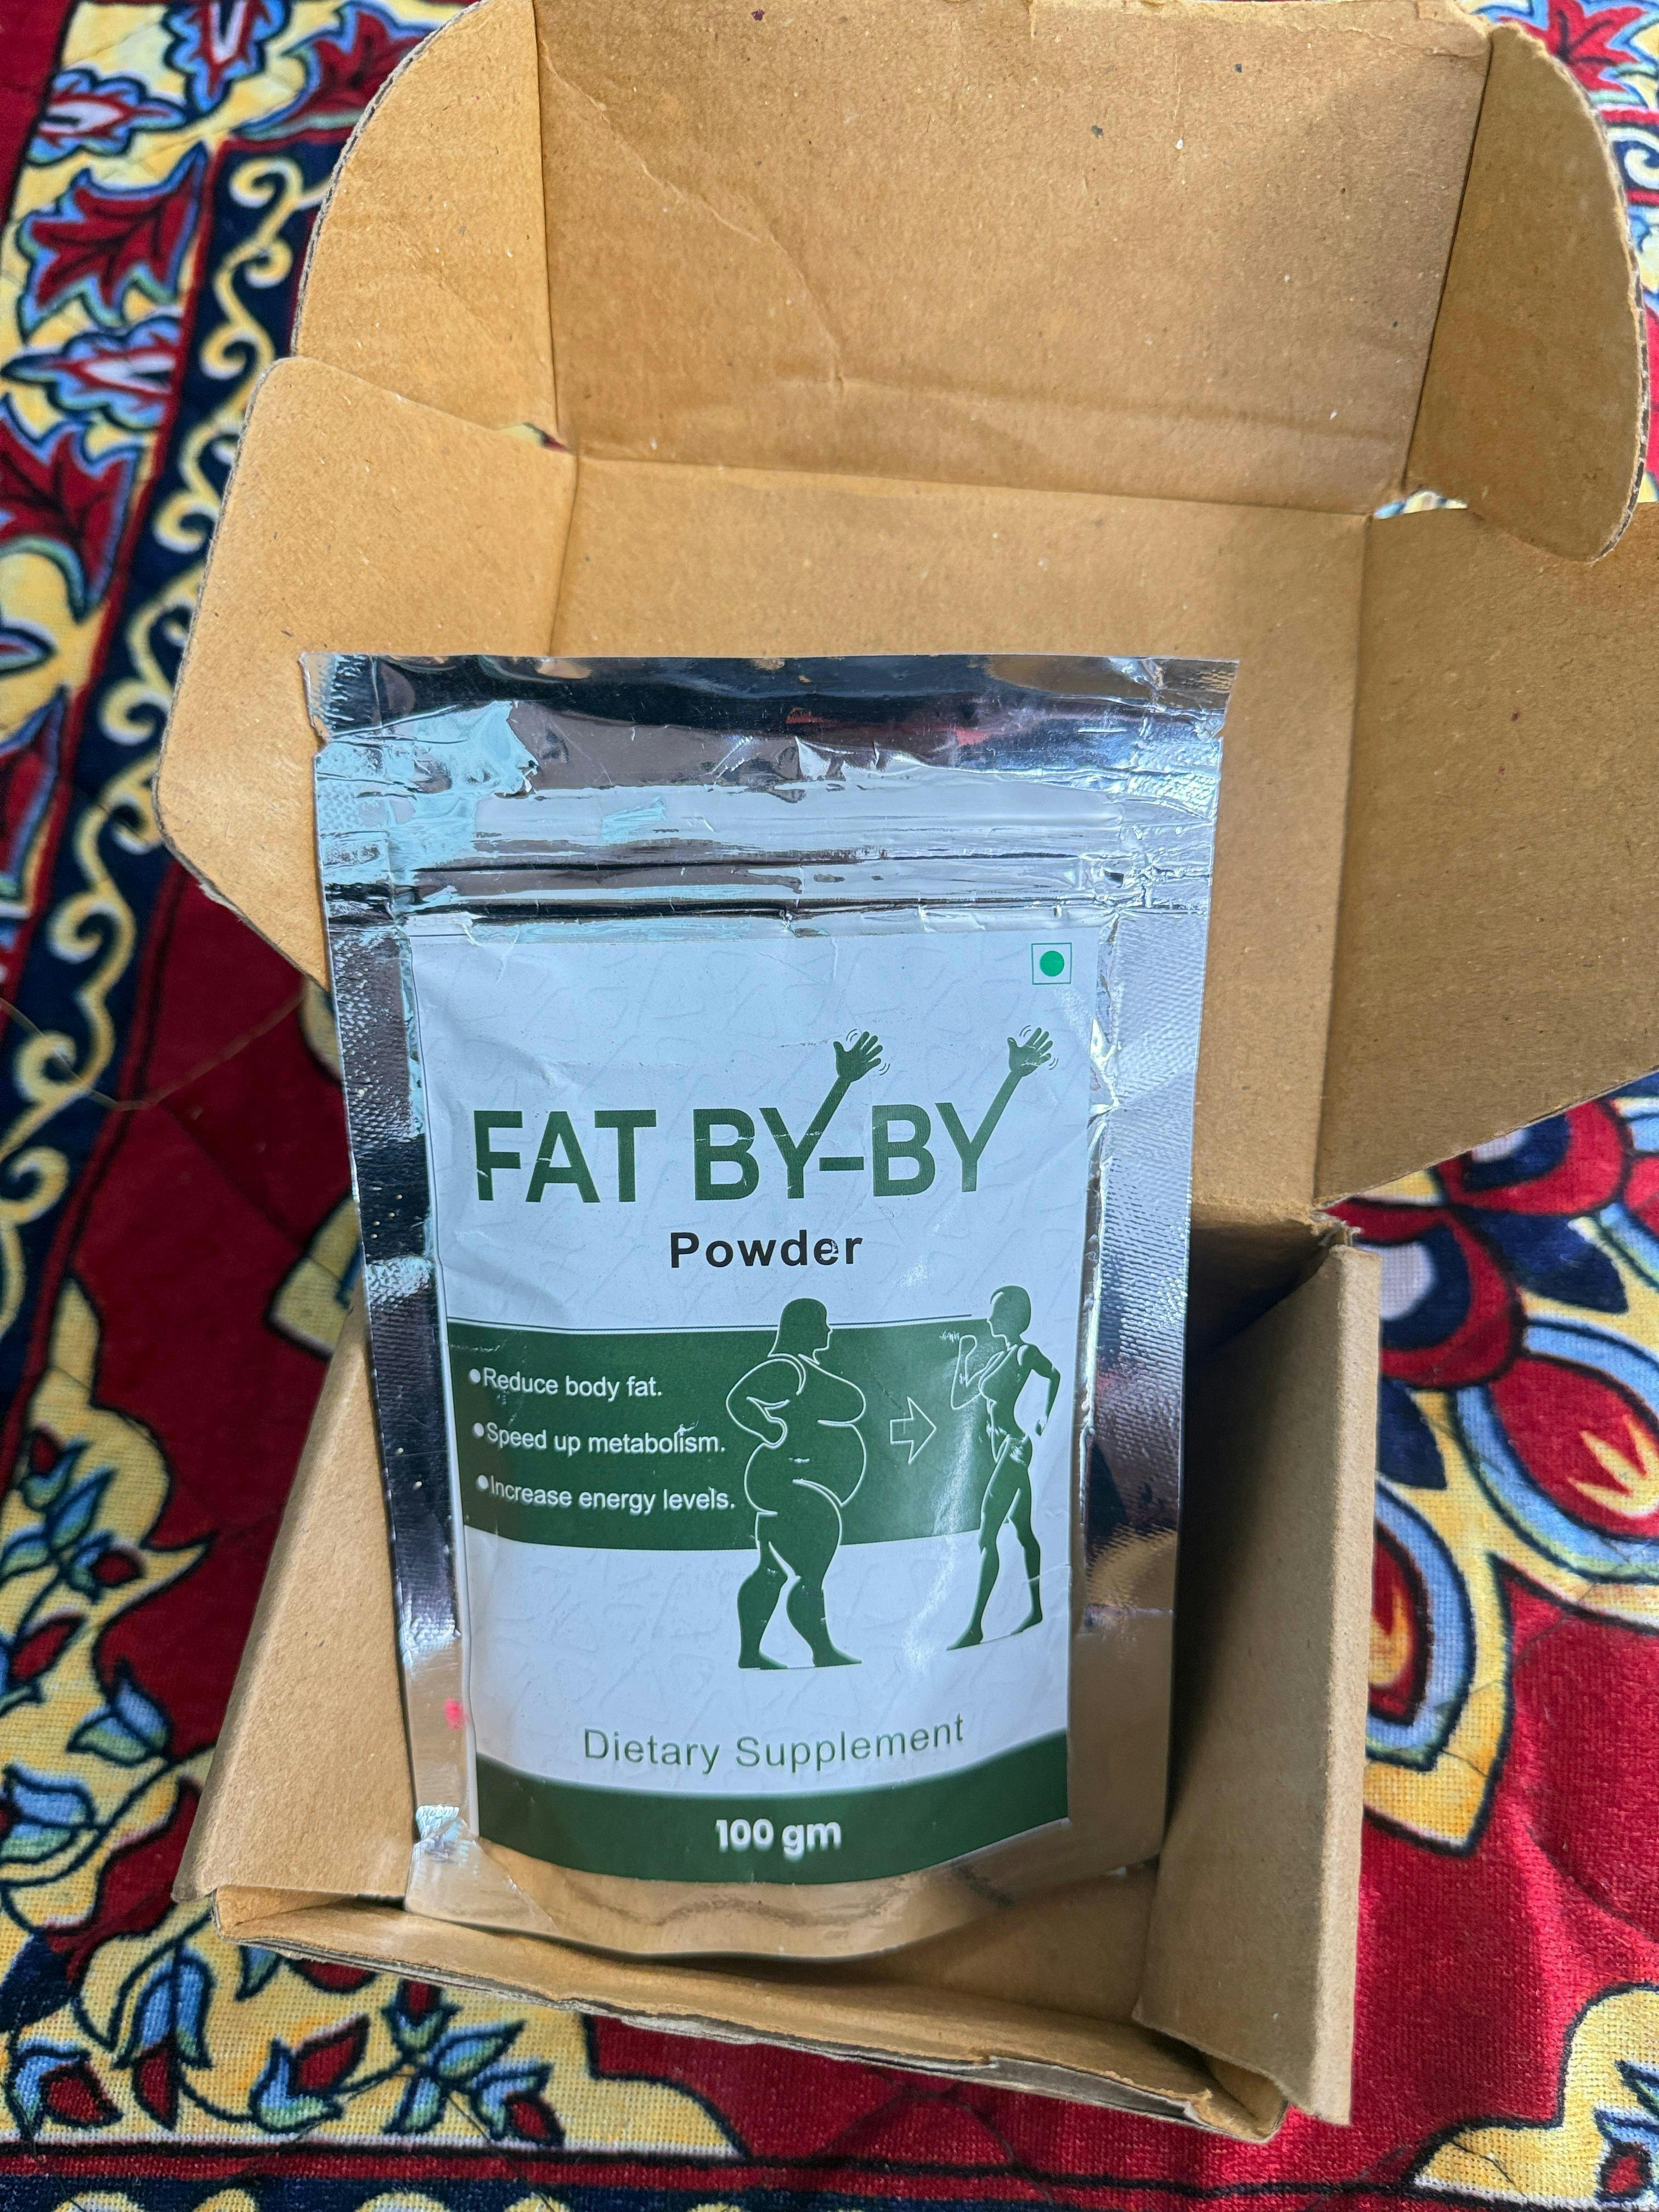 FAT BY-BY
Powder
•Reduce body fat.
•Speed up metabolism.
•Increase energy levels.
Dietary Supplement
100 gm